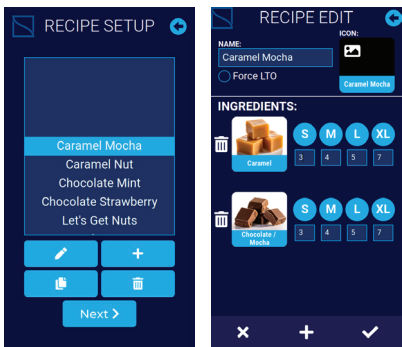 RECIPE SETUP
Caramel Mocha
Caramel Nut
Chocolate Mint
Chocolate Strawberry
Let's Get Nuts
Next
RECIPE EDIT
NAME:
ICON:
Caramel Mocha
Force LTO
Caramel Mocha
INGREDIENTS:
S M L XL
3 4 5 7
Caramel
S M L XL
3 4 5 7
Chocolate /
Mocha